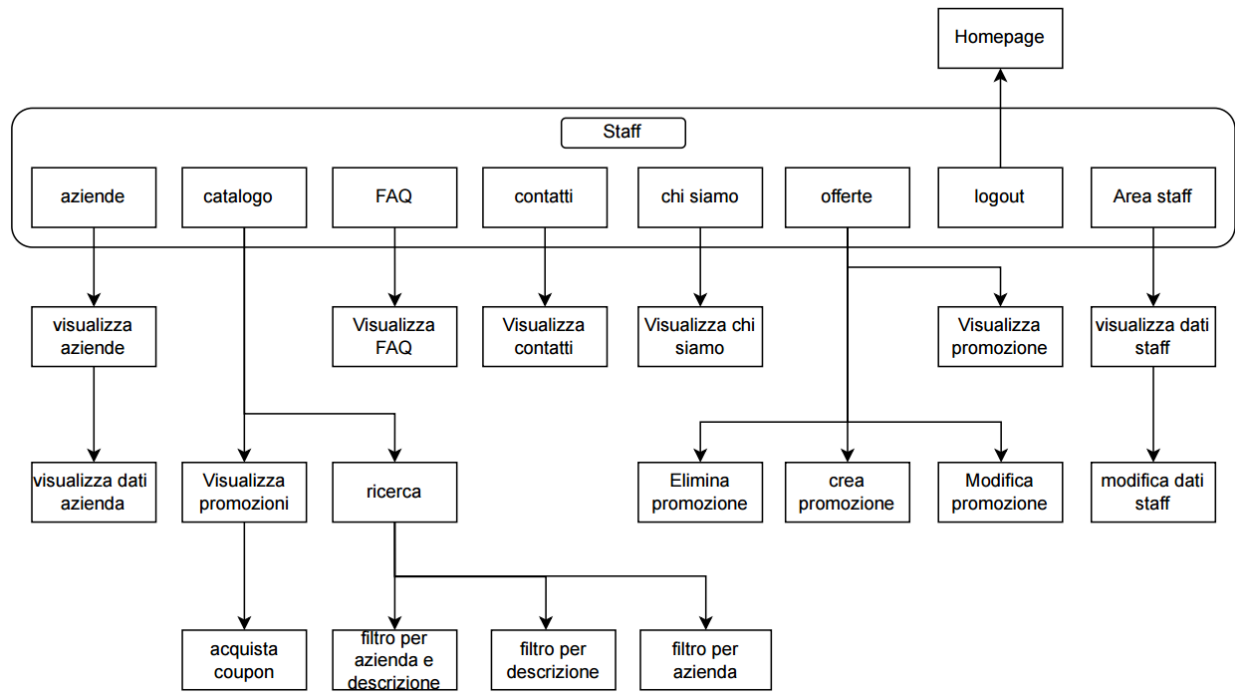 Homepage
Staff
aziende
catalogo
FAQ
contatti
chi siamo
offerte
logout
Area staff
visualizza
aziende
Visualizza
FAQ
Visualizza
contatti
Visualizza chi
siamo
Visualizza
promozione
visualizza dati
staff
visualizza dati
azienda
Visualizza
promozioni
ricerca
Elimina
promozione
crea
promozione
Modifica
promozione
modifica dati
staff
acquista
coupon
filtro per
azienda e
descrizione
filtro per
descrizione
filtro per
azienda